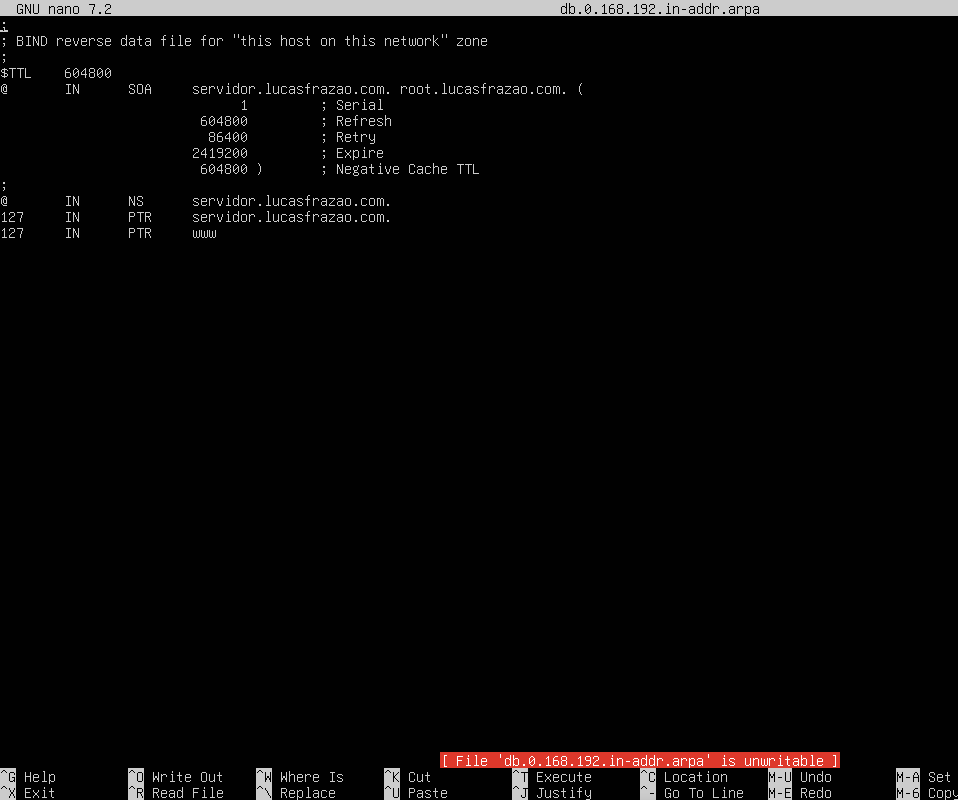 GNU nano 7.2 db.0.168.192.in-addr.arpa
;
; BIND reverse data file for "this host on this network" zone
;
$TTL 604800
@ IN SOA servidor.lucasfrazao.com. root.lucasfrazao.com. (
1 ; Serial
604800 ; Refresh
86400 ; Retry
2419200 ; Expire
604800 ) ; Negative Cache TTL
;
@ IN NS servidor.lucasfrazao.com.
127 IN PTR servidor.lucasfrazao.com.
127 IN PTR www
[ File 'db.0.168.192.in-addr.arpa' is unwritable ]
^G Help ^O Write Out ^W Where Is ^K Cut ^T Execute ^C Location M-U Undo M-A Set
^X Exit ^R Read File ^\ Replace ^U Paste ^J Justify ^- Go To Line M-E Redo M-6 Copy